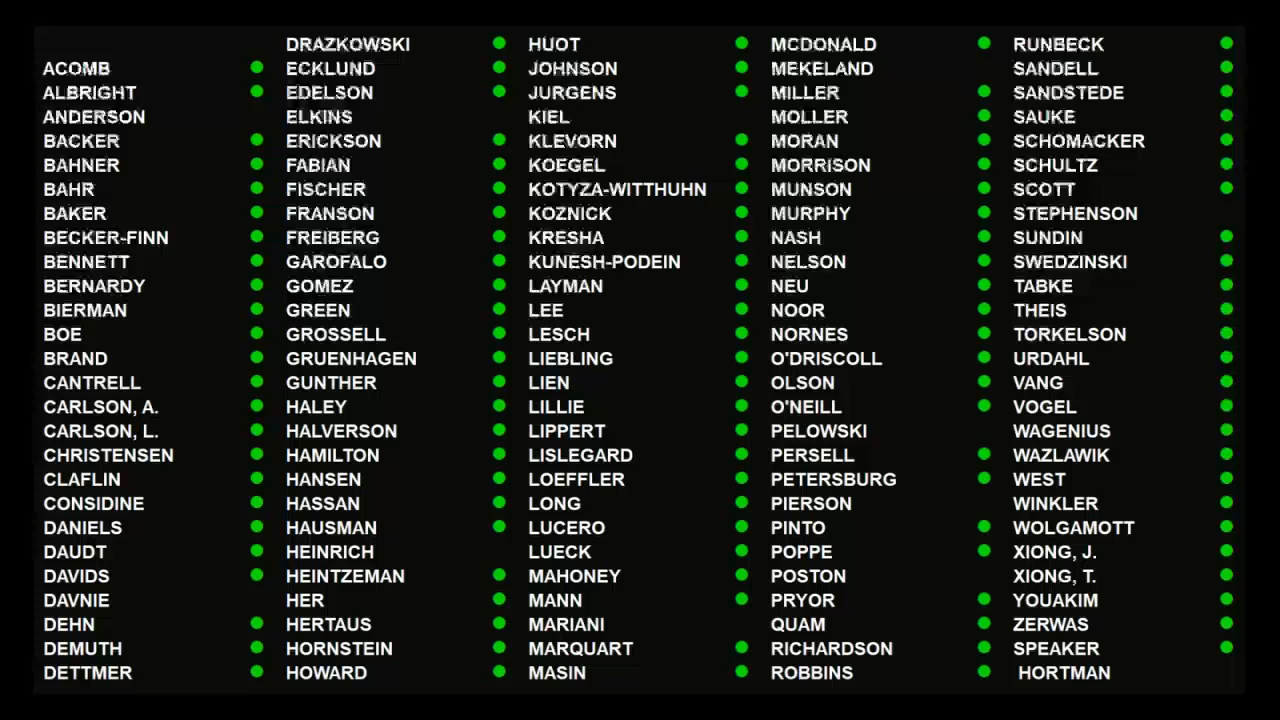 ACOMB
ALBRIGHT
ANDERSON
BACKER
BAHNER
BAHR
BAKER
BECKER-FINN
BENNETT
BERNARDY
BIERMAN
BOE
BRAND
CANTRELL
CARLSON, A.
CARLSON, L.
CHRISTENSEN
CLAFLIN
CONSIDINE
DANIELS
DAUDT
DAVIDS
DAVNIE
DEHN
DEMUTH
DETTMER
DRAZKOWSKI
ECKLUND
EDELSON
ELKINS
ERICKSON
FABIAN
FISCHER
FRANSON
FREIBERG
GAROFALO
GOMEZ
GREEN
GROSSELL
GRUENHAGEN
GUNTHER
HALEY
HALVERSON
HAMILTON
HANSEN
HASSAN
HAUSMAN
HEINRICH
HEINTZEMAN
HER
HERTAUS
HORNSTEIN
HOWARD
HUOT
JOHNSON
JURGENS
KIEL
KLEVORN
KOEGEL
KOTYZA-WITTHUHN
KOZNICK
KRESHA
KUNESH-PODEIN
LAYMAN
LEE
LESCH
LIEBLING
LIEN
LILLIE
LIPPERT
LISLEGARD
LOEFFLER
LONG
LUCERO
LUECK
MAHONEY
MANN
MARIANI
MARQUART
MASIN
MCDONALD
MEKELAND
MILLER
MOLLER
MORAN
MORRISON
MUNSON
MURPHY
NASH
NELSON
NEU
NOOR
NORNES
O'DRISCOLL
OLSON
O'NEILL
PELOWSKI
PERSELL
PETERSBURG
PIERSON
PINTO
POPPE
POSTON
PRYOR
QUAM
RICHARDSON
ROBBINS
RUNBECK
SANDELL
SANDSTEDE
SAUKE
SCHOMACKER
SCHULTZ
SCOTT
STEPHENSON
SUNDIN
SWEDZINSKI
TABKE
THEIS
TORKELSON
URDAHL
VANG
VOGEL
WAGENIUS
WAZLAWIK
WEST
WINKLER
WOLGAMOTT
XIONG, J.
XIONG, T.
YOUAKIM
ZERWAS
SPEAKER
HORTMAN